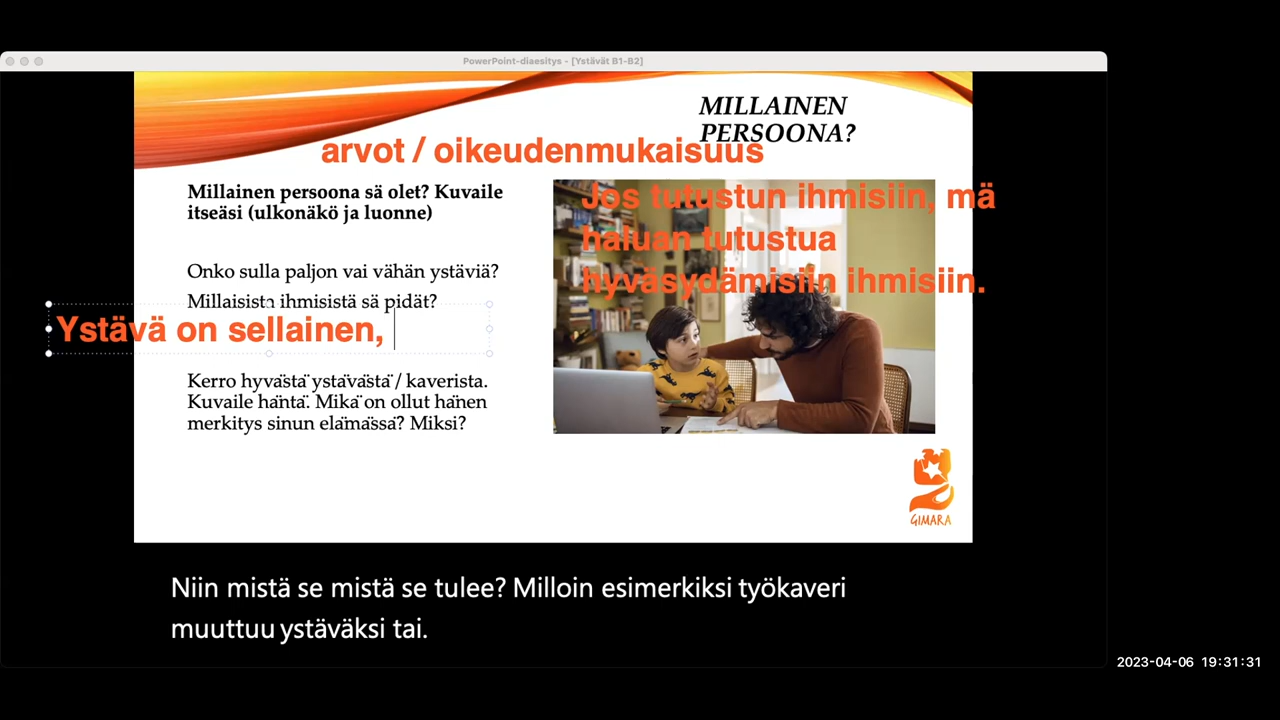 PowerPoint-diaesitys - [Ystävät B1-B2]
MILLAINEN
PERSOONA?
arvot / oikeudenmukaisuus
Millainen persoona sä olet? Kuvaile
itseäsi (ulkonäkö ja luonne)
Jos tutustun ihmisiin, mä
haluan tutustua
hyväsydämisiin ihmisiin.
Onko sulla paljon vai vähän ystäviä?
Millaisista ihmisistä sä pidät?
Ystävä on sellainen,
Kerro hyvästä ystävästä / kaverista.
Kuvaile häntä. Mikä on ollut hänen
merkitys sinun elämässä? Miksi?
GIMARA
Niin mistä se mistä se tulee? Milloin esimerkiksi työkaveri
muuttuu ystäväksi tai.
2023-04-06 19:31:31